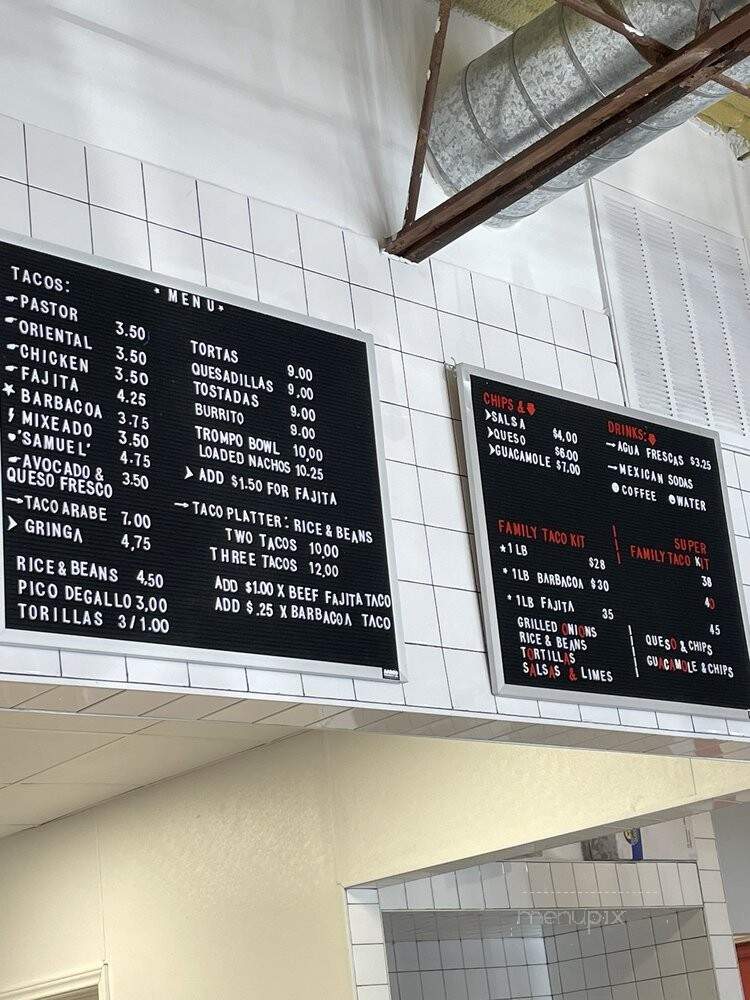 * MENU *
TACOS:
PASTOR 3.50
ORIENTAL 3.50
CHICKEN 3.50
FAJITA 4.25
BARBACOA 3.75
MIXEADO 3.50
"SAMUEL" 4.75
AVOCADO &
QUESO FRESCO 3.50
TACO ARABE 7.00
GRINGA 4,75
RICE & BEANS 4.50
PICO DEGALLO 3,00
TORILLAS 3/1.00
TORTAS 9.00
QUESADILLAS 9,00
TOSTADAS 9.00
BURRITO 9.00
TROMPO BOWL 10,00
LOADED NACHOS 10.25
ADD $1.50 FOR FAJITA
TACO PLATTER: RICE & BEANS
TWO TACOS 10,00
THREE TACOS 12,00
ADD $1.00 X BEEF FAJITA TACO
ADD $.25 X BARBACOA TACO
CHIPS &
SALSA $4,00
QUESO $6.00
GUACAMOLE $7.00
DRINKS:
AGUA FRESCAS $3.25
MEXICAN SODAS
COFFEE WATER
FAMILY TACO KIT
*1LB $28
*1LB BARBACOA $30
*1LB FAJITA 35
GRILLED ONIONS
RICE & BEANS
TORTILLAS
SALSAS & LIMES
SUPER
FAMILY TACO KIT
38
40
45
QUESO & CHIPS
GUACAMOLE & CHIPS
menupix